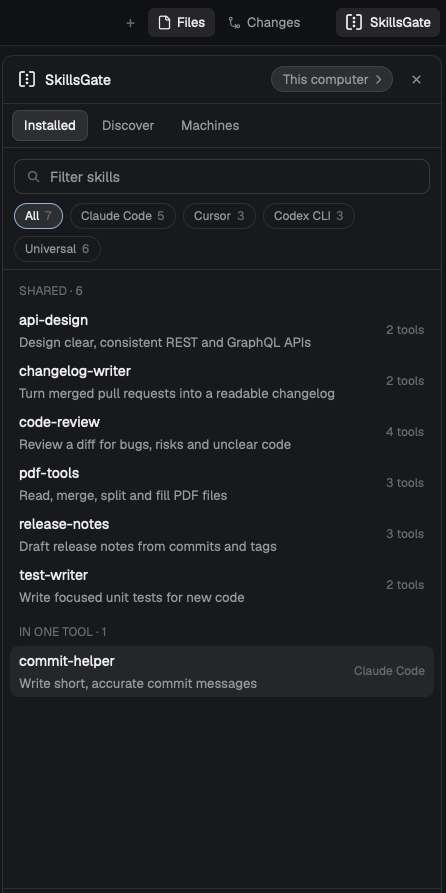 + Files Changes SkillsGate
SkillsGate This computer
Installed Discover Machines
Filter skills
All 7 Claude Code 5 Cursor 3 Codex CLI 3
Universal 6
SHARED · 6
api-design
Design clear, consistent REST and GraphQL APIs
2 tools
changelog-writer
Turn merged pull requests into a readable changelog
2 tools
code-review
Review a diff for bugs, risks and unclear code
4 tools
pdf-tools
Read, merge, split and fill PDF files
3 tools
release-notes
Draft release notes from commits and tags
3 tools
test-writer
Write focused unit tests for new code
2 tools
IN ONE TOOL · 1
commit-helper
Write short, accurate commit messages
Claude Code